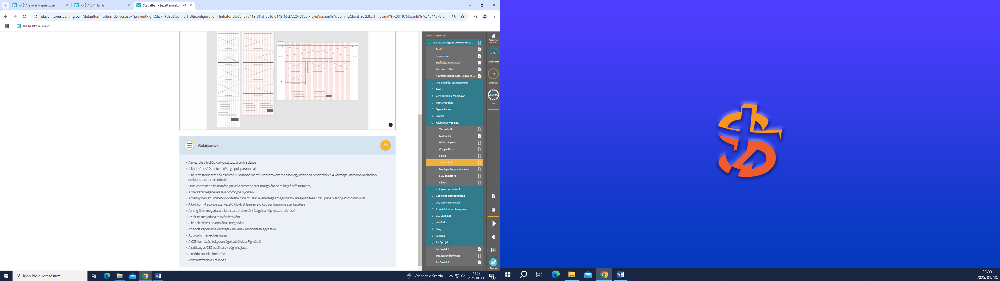 KRÉTA Iskolai Alaprendszer
KRÉTA DKT Tanár
Csapatban végzett projektm
player.nexiuslearning.com/defaultui/modern-deliver.aspx?preventRightClick=False&cc=hu-HU&configuration=InitiatorId%7cff375419-3f1d-8c1c-d142-65d7220486a0!PlayerVersion%7clearningClient-20.2.8.2!TimeLimit%7c331875!UserId%7c31311c78-af...
KRÉTA Iskolai Alapr...
Vázlatpontok
• A megfelelő trellós kártya státuszának frissítése
• A kódmódosítások betöltése git pull paranccsal
• A fő rész szerkezetének eltérése különböző méretű eszközökön: mobilon egy oszlopba rendeződik a 4 kávéfajta, nagyobb kijelzőkön 3
oszlopos lesz az elrendezés
• Sima container alkalmazása (mivel a rácsrendszer margójára nem lóg rá a fő tartalom)
• A szerkezet legenerálása a prototype nyomán
• Amennyiben az Emmet-rövidítésbe hiba csúszik, a lehetséges megoldások megjelenítése Ctrl+Space billentyűkombinációval
• A tartalom 4 azonos szerkezetű blokkját legeneráló kód párhuzamos szerkesztése
• Az img-fluid megadása a kép class értékeként (vagyis a kép reszponzív lesz)
• Az alcím megadása testvérelemként
• A képek elérési útvonalának megadása
• Az adott képek és a kávéfajták nevének módosítása egyesével
• Az oldal címének beállítása
• A CSS formázási tulajdonságok átvétele a Figmából
• A szükséges CSS-beállítások végrehajtása
• A módosítások elmentése
• Adminisztráció a Trellóban
TARTALOMJEGYZÉK
Csapatban végzett projektmunka I.
Borító
Impresszum
Segítség a tanulásban
Kontaktopolisz
A projektcsapat, Kata, Csaba és S...
Projektleírás, brainstorming
Trello
Verziókezelés, Markdown
HTML-validálás
Figma, képek
Emmet
Kávéfajták weboldal
Témakörök
Nyitóoldal
HTML-alapkód
Google Fonts
Fejléc
Tartalmi rész
Napi ajánlat, pozícionálás
SVG, színcsere
Lábléc
Gyakorlófeladatok
Bootstrap-komponensek
Git, konfliktuskezelés
Az oldalak finomhangolása
CSS-validálás
JavaScript
Blog
Lezárás
Záróprojekt
Záróoldal 1.
Tudásellenőrző teszt
Záróoldal 2.
Tananyag
bezárása
27%
Előrehaladás
0%
Eredmény
5531:00
Idő
Menü
Írjon ide a kereséshez
Csapadék: Szerda
11:55
2025. 01. 13.
1
11:55
2025. 01. 13.